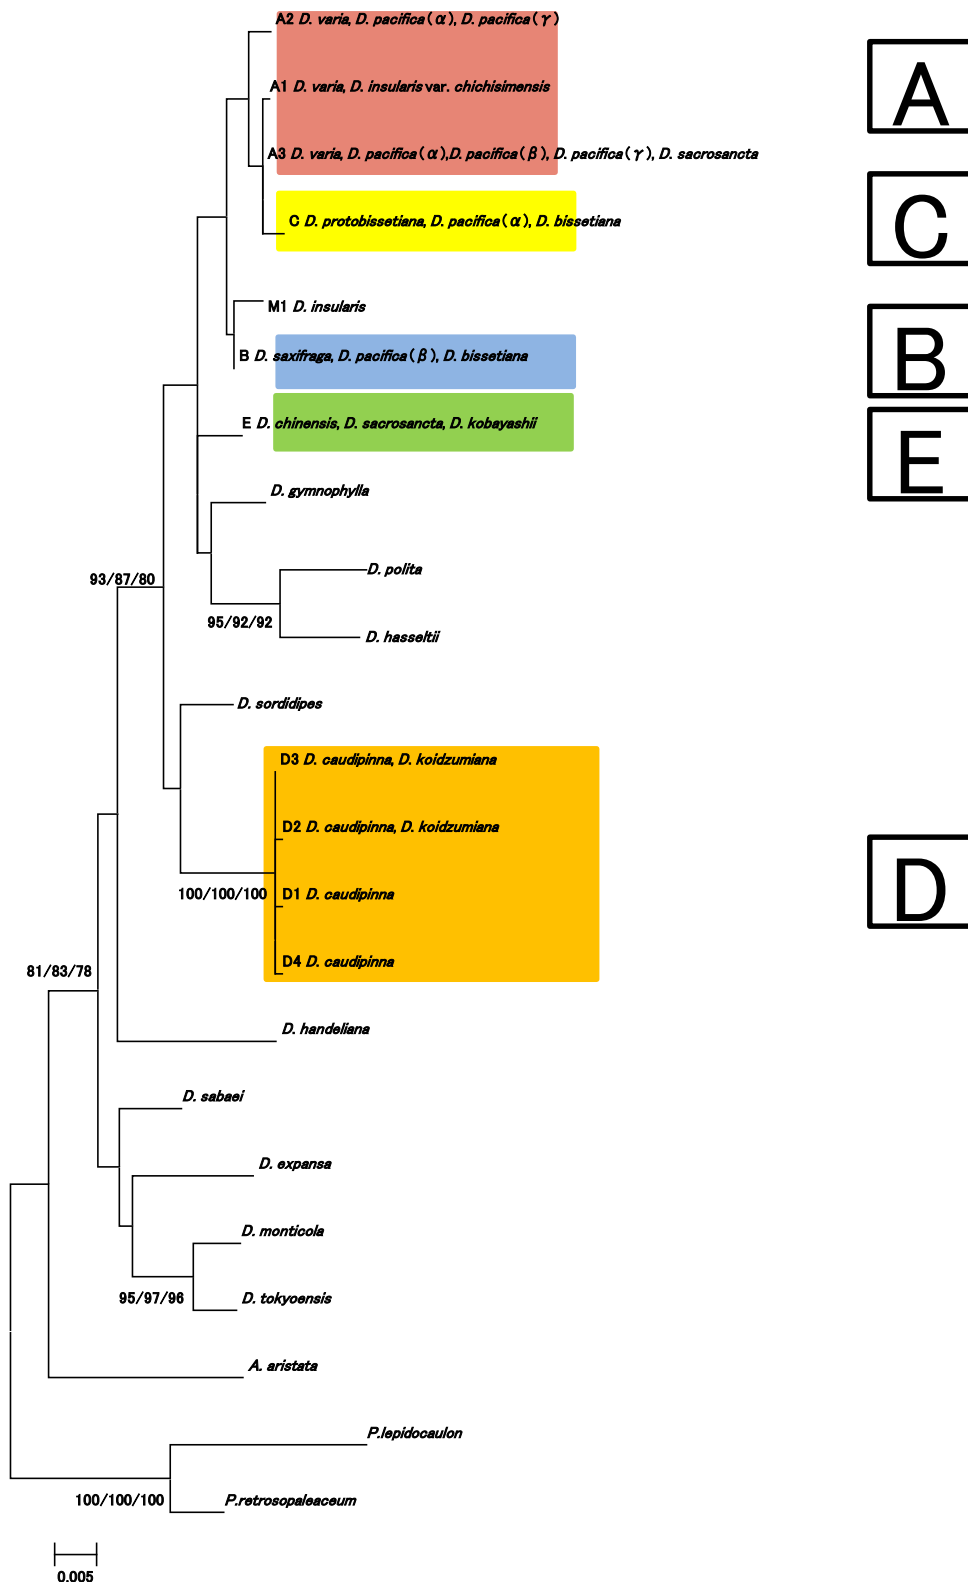 A2 D. varia, D. pacifica(α), D. pacifica(γ)
A
A1 D. varia, D. insularis var. chichisimensis
A3 D. varia, D. pacifica(α),D. pacifica(β), D. pacifica(γ), D. sacrosancta
C D. protobissetiana, D. pacifica(α), D. bissetiana
C
M1 D. insularis
B D. saxifraga, D. pacifica(β), D. bissetiana
B
E D. chinensis, D. sacrosancta, D. kobayashii
E
D. gymnophylla
D. polita
93/87/80
95/92/92
D. hasseltii
D. sordidipes
D3 D. caudipinna, D. koidzumiana
D2 D. caudipinna, D. koidzumiana
100/100/100
D1 D. caudipinna
D
D4 D. caudipinna
81/83/78
D. handeliana
D. sabaei
D. expansa
D. monticola
95/97/96
D. tokyoensis
A. aristata
P.lepidocaulon
100/100/100
P.retrosopaleaceum
0.005